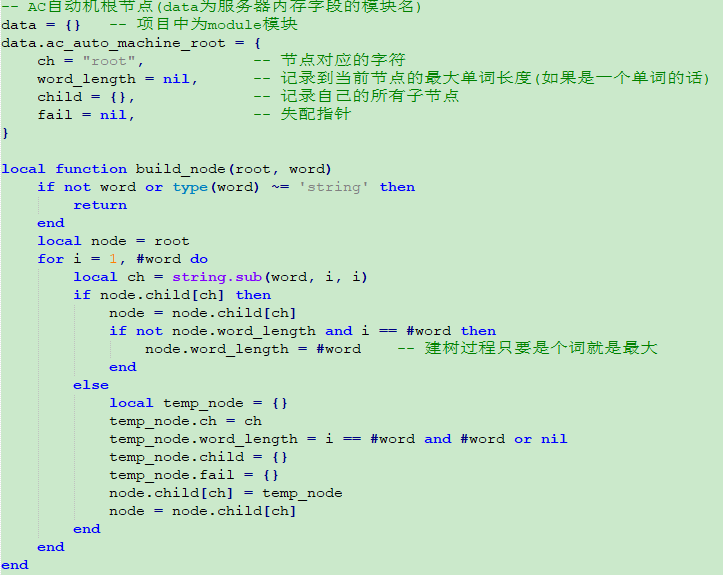 -- AC自动机根节点(data为服务器内存字段的模块名)
data = {}   -- 项目中为module模块
data.ac_auto_machine_root = {
    ch = "root",            -- 节点对应的字符
    word_length = nil,      -- 记录到当前节点的最大单词长度(如果是一个单词的话)
    child = {},             -- 记录自己的所有子节点
    fail = nil,             -- 失配指针
}

local function build_node(root, word)
    if not word or type(word) ~= 'string' then
        return
    end
    local node = root
    for i = 1, #word do
        local ch = string.sub(word, i, i)
        if node.child[ch] then
            node = node.child[ch]
            if not node.word_length and i == #word then
                node.word_length = #word    -- 建树过程只要是个词就是最大
            end
        else
            local temp_node = {}
            temp_node.ch = ch
            temp_node.word_length = i == #word and #word or nil
            temp_node.child = {}
            temp_node.fail = {}
            node.child[ch] = temp_node
            node = node.child[ch]
        end
    end
end